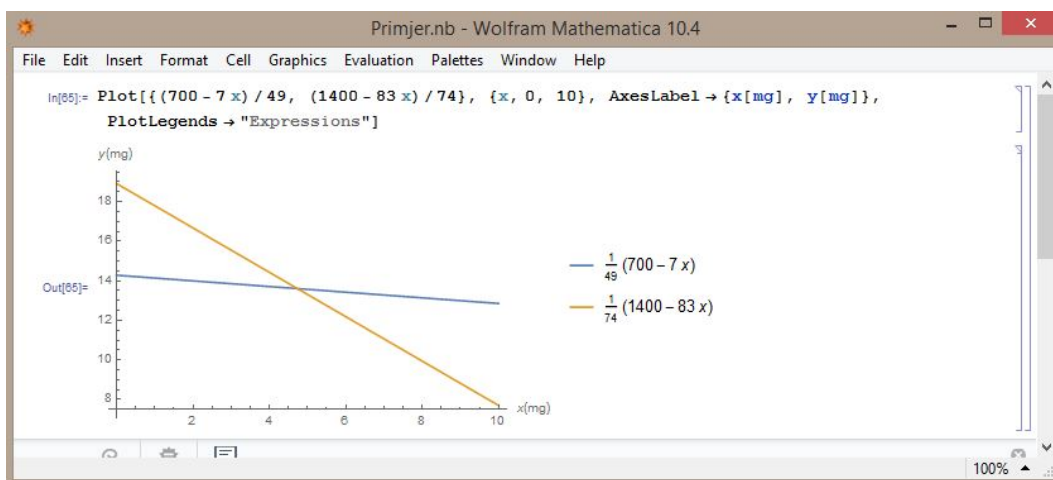 Primjer.nb - Wolfram Mathematica 10.4
File Edit Insert Format Cell Graphics Evaluation Palettes Window Help
In[65]:= Plot[{(700 - 7 x) / 49, (1400 - 83 x) / 74}, {x, 0, 10}, AxesLabel → {x[mg], y[mg]},
PlotLegends → "Expressions"]
y(mg)
18
16
14
12
10
8
2 4 6 8 10 x(mg)
Out[65]=
1/49 (700 - 7 x)
1/74 (1400 - 83 x)
100%